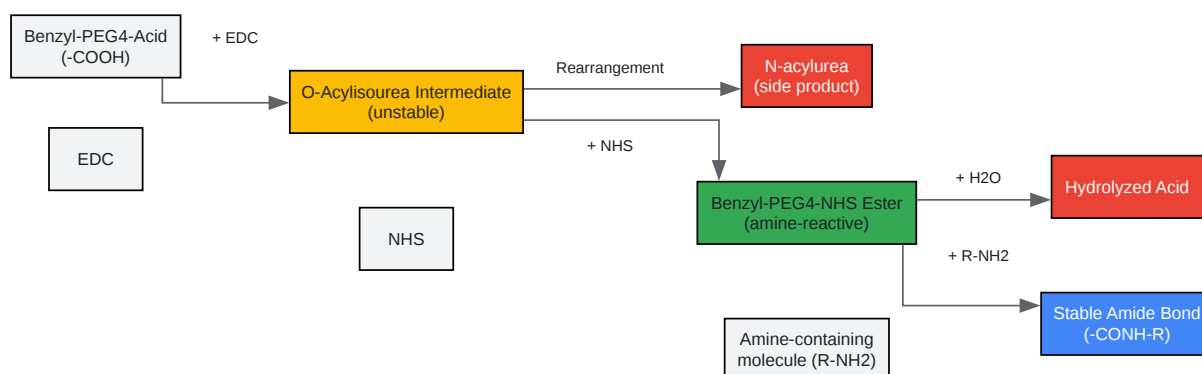 Benzyl-PEG4-Acid
(-COOH)
+ EDC
O-Acylisourea Intermediate
(unstable)
Rearrangement
N-acylurea
(side product)
EDC
+ NHS
NHS
Benzyl-PEG4-NHS Ester
(amine-reactive)
+ H2O
Hydrolyzed Acid
+ R-NH2
Stable Amide Bond
(-CONH-R)
Amine-containing
molecule (R-NH2)